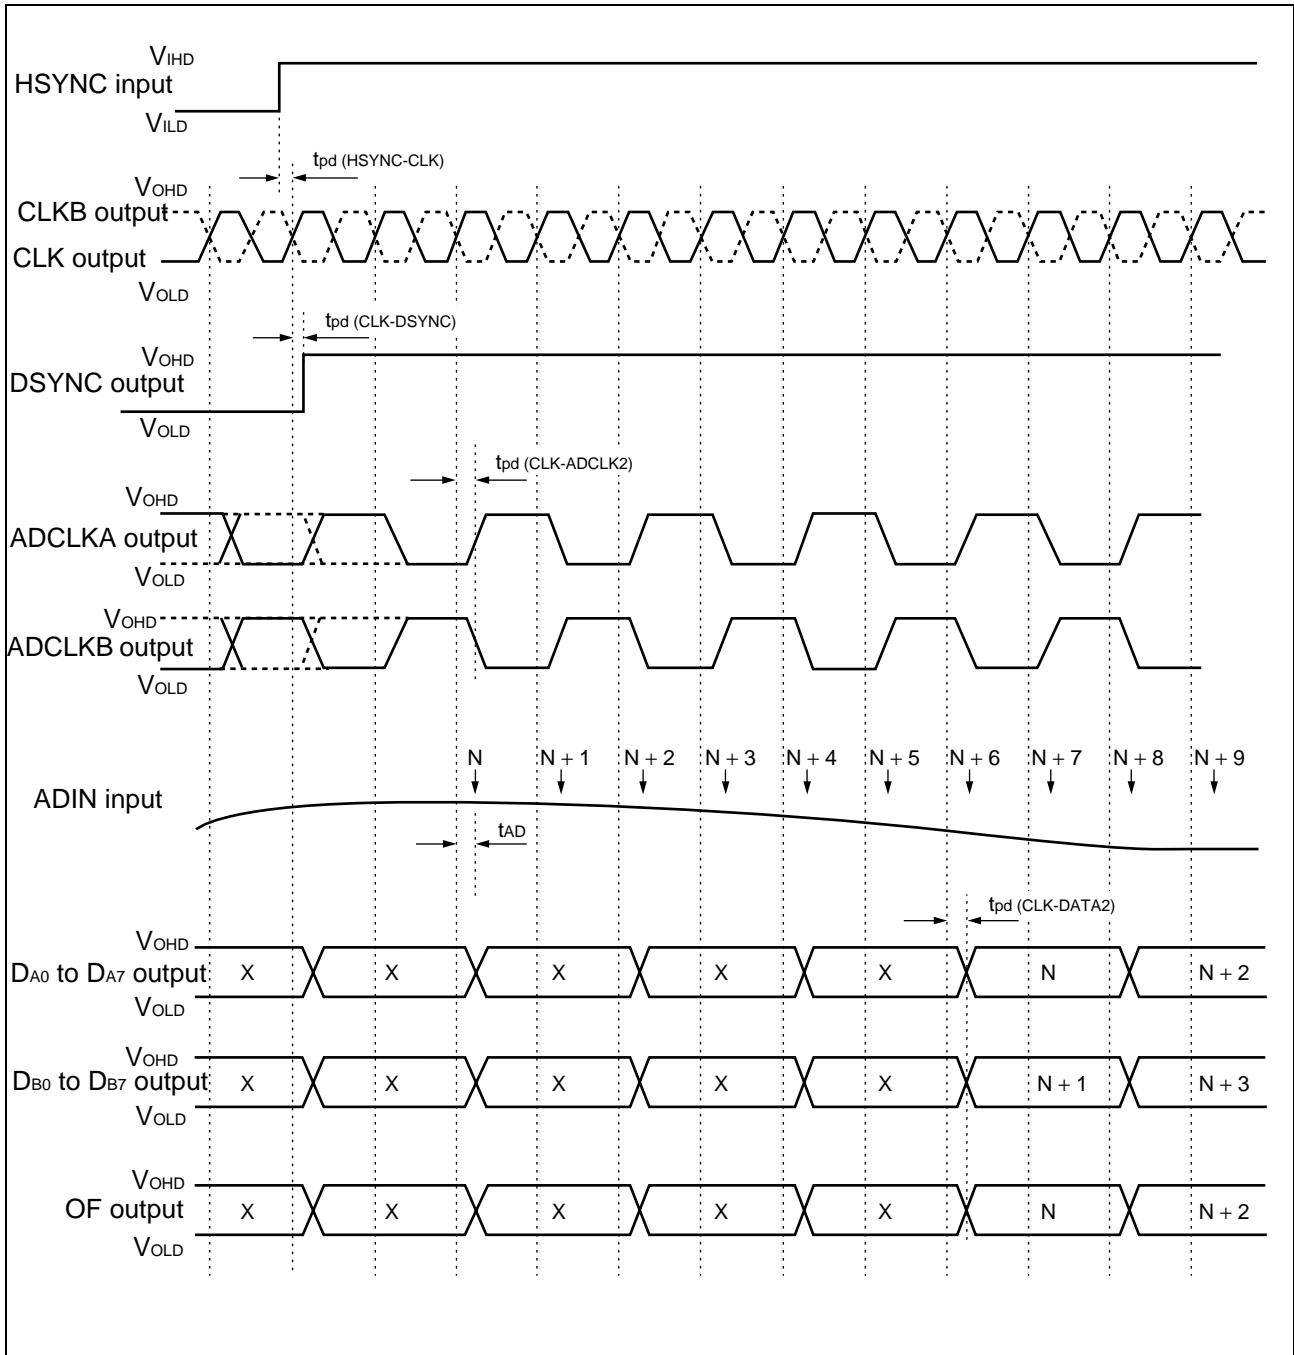 VIHD
HSYNC input
VILD
tpd (HSYNC-CLK)
VOHD
CLKB output
CLK output
VOLD
tpd (CLK-DSYNC)
VOHD
DSYNC output
VOLD
tpd (CLK-ADCLK2)
VOHD
ADCLKA output
VOLD
VOHD
ADCLKB output
VOLD
N N + 1 N + 2 N + 3 N + 4 N + 5 N + 6 N + 7 N + 8 N + 9
ADIN input
tAD
tpd (CLK-DATA2)
VOHD
DA0 to DA7 output X X X X X N N + 2
VOLD
VOHD
DB0 to DB7 output X X X X X N + 1 N + 3
VOLD
VOHD
OF output X X X X X N N + 2
VOLD